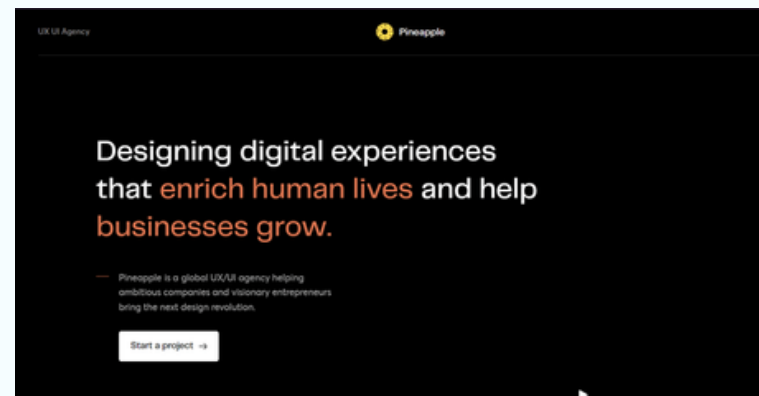 UX UI Agency
Pineapple
Designing digital experiences
that enrich human lives and help
businesses grow.
Pineapple is a global UX/UI agency helping
ambitious companies and visionary entrepreneurs
bring the next design revolution.
Start a project →